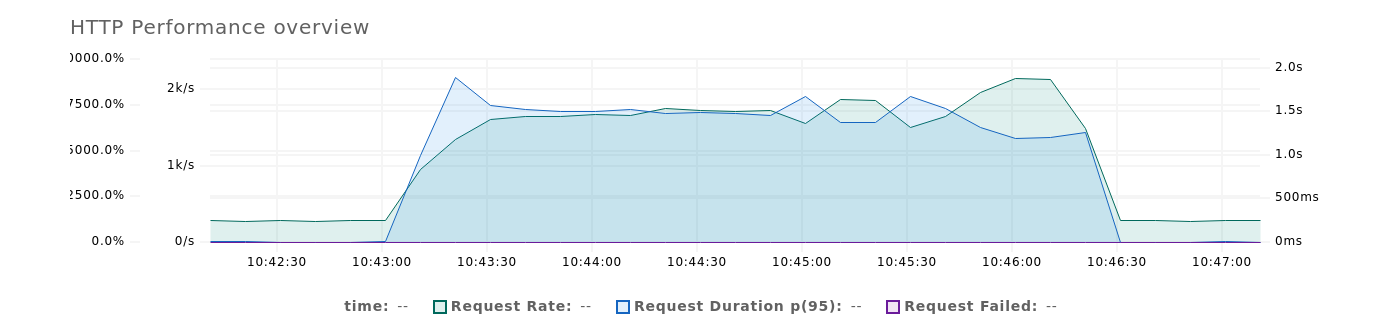 HTTP Performance overview
0000.0%
7500.0%
5000.0%
2500.0%
0.0%
2k/s
1k/s
0/s
2.0s
1.5s
1.0s
500ms
0ms
10:42:30 10:43:00 10:43:30 10:44:00 10:44:30 10:45:00 10:45:30 10:46:00 10:46:30 10:47:00
time: -- Request Rate: -- Request Duration p(95): -- Request Failed: --